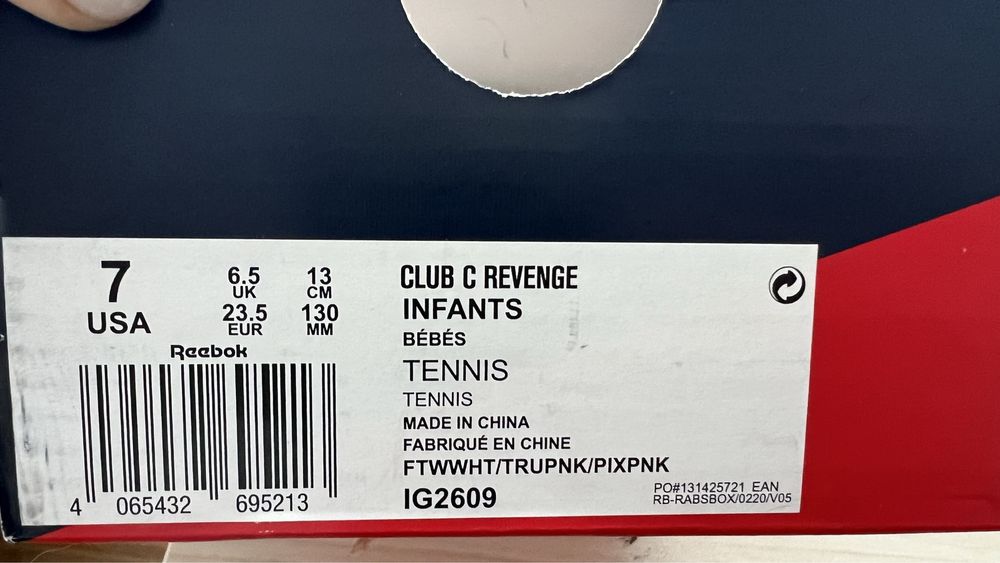 7
USA
6.5
UK
23.5
EUR
13
CM
130
MM
Reebok
4 065432 695213
CLUB C REVENGE
INFANTS
BÉBÉS
TENNIS
TENNIS
MADE IN CHINA
FABRIQUÉ EN CHINE
FTWWHT/TRUPNK/PIXPNK
IG2609
PO#131425721 EAN
RB-RABSBOX/0220/V05